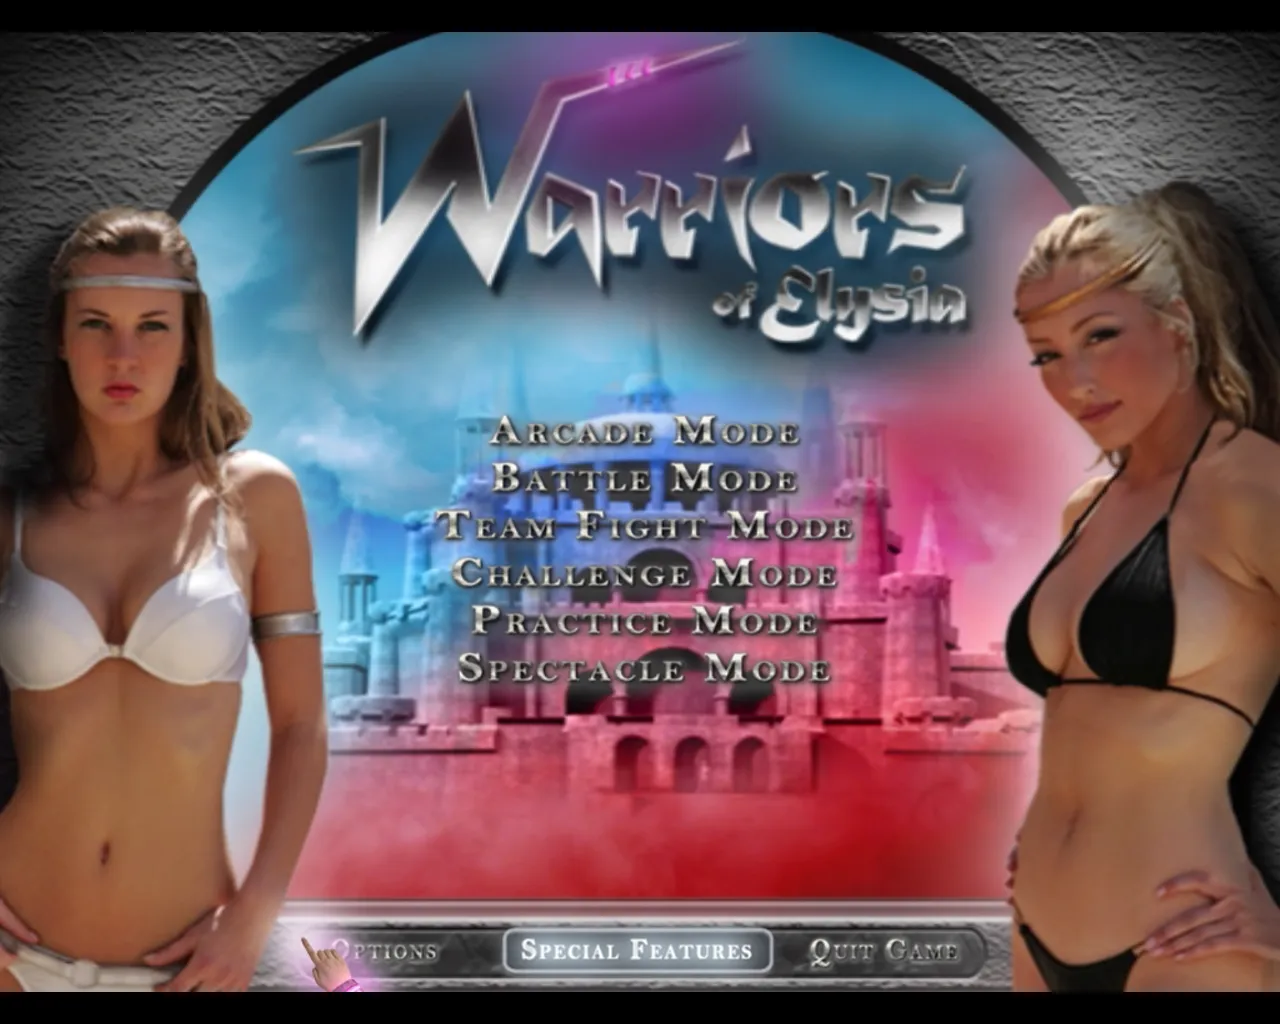 Warriors
of Elysia
Arcade Mode
Battle Mode
Team Fight Mode
Challenge Mode
Practice Mode
Spectacle Mode
Options
Special Features
Quit Game